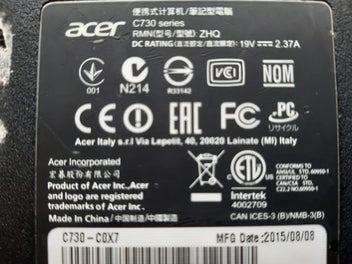 acer
便携式计算机/筆記型電腦
C730 series
RMN(型号/型號): ZHQ
DC RATING(直流额定/直流額定): 19V⎓2.37A
001 N214 R33142 VCI NOM
CE EAC FC PC
リサイクル
Acer Italy s.r.l Via Lepetit, 40, 20020 Lainate (MI) Italy
Acer Incorporated
宏碁股份有限公司
Product of Acer Inc.,Acer
and logo are registered
trademarks of Acer Inc.
Made in China/中国制造/中國製造
Intertek
4002709
CONFORMS TO
ANSI/UL STD. 60950-1
CERTIFIED TO
CAN/CSA STD.
C22.2 NO.60950-1
CAN ICES-3 (B)/NMB-3(B)
C730-C0X7
MFG Date:2015/08/08